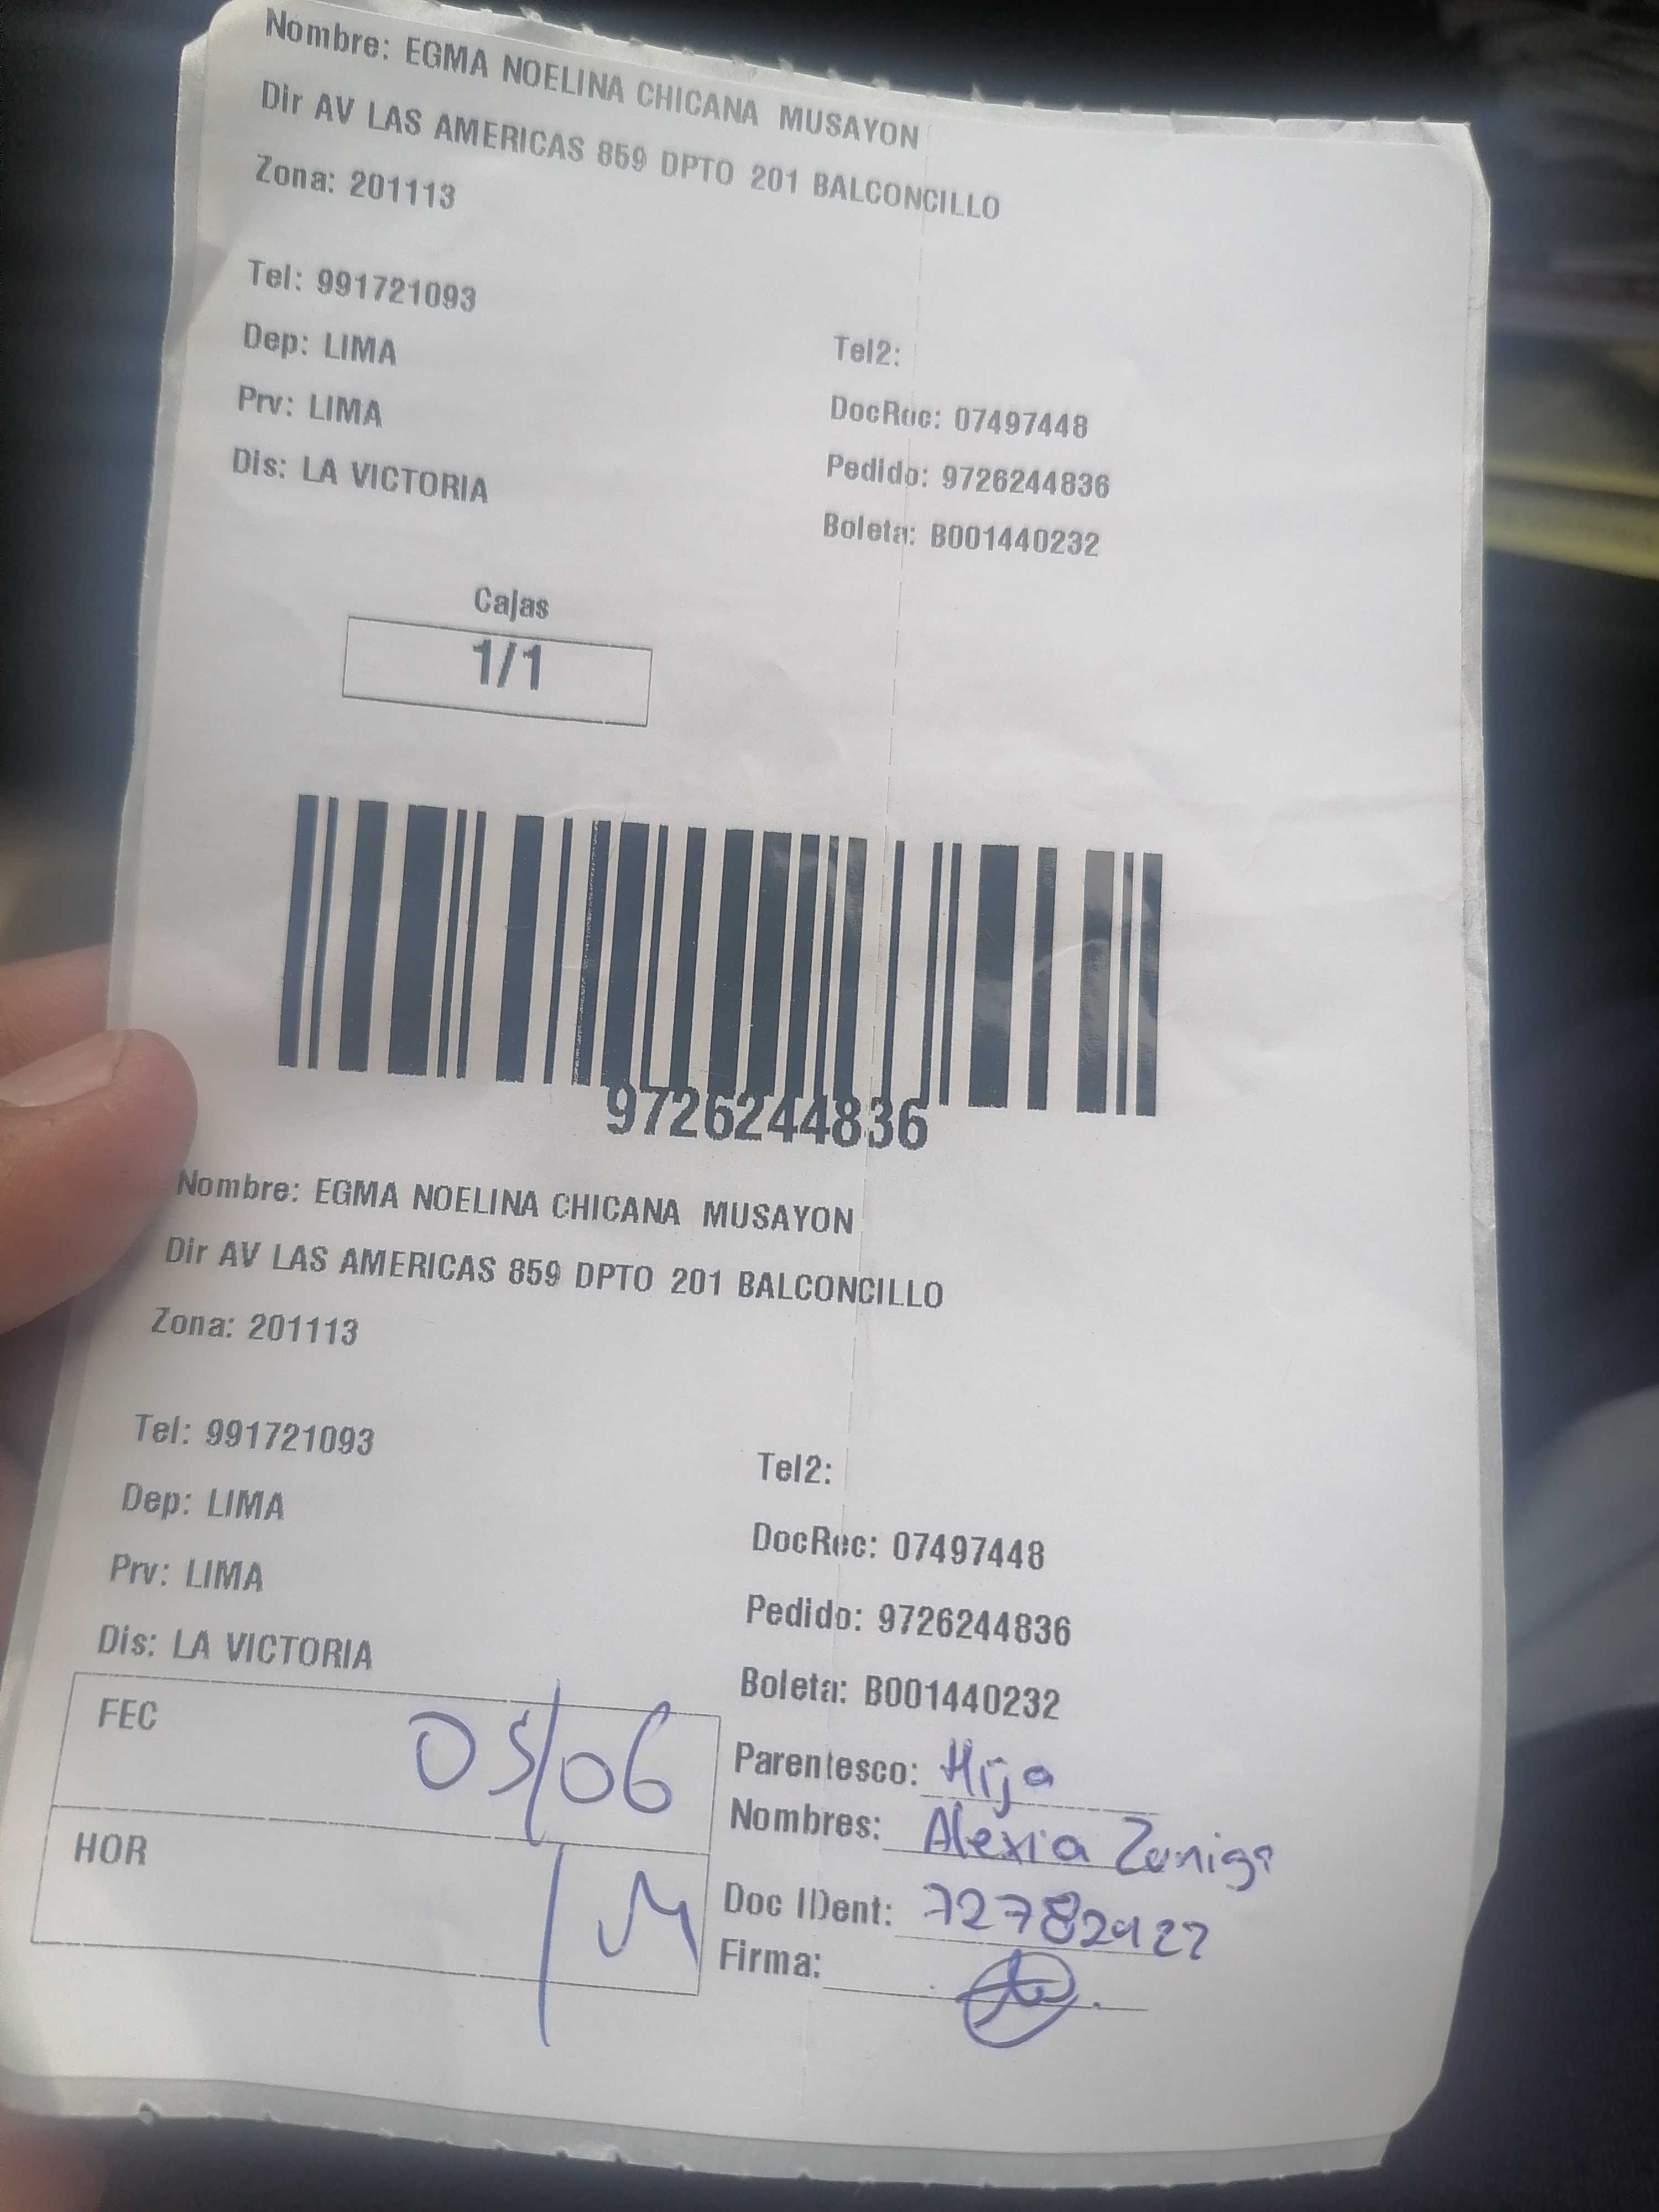 Nombre: EGMA NOELINA CHICANA MUSAYON
Dir AV LAS AMERICAS 859 DPTO 201 BALCONCILLO
Zona: 201113
Tel: 991721093
Tel2:
Dep: LIMA
DocRec: 07497448
Prv: LIMA
Pedido: 9726244836
Dis: LA VICTORIA
Boleta: B001440232
Cajas
1/1
9726244836
Nombre: EGMA NOELINA CHICANA MUSAYON
Dir AV LAS AMERICAS 859 DPTO 201 BALCONCILLO
Zona: 201113
Tel: 991721093
Tel2:
Dep: LIMA
DocRec: 07497448
Prv: LIMA
Pedido: 9726244836
Dis: LA VICTORIA
Boleta: B001440232
FEC 05/06
Parentesco: Hija
Nombres: Alexia Zuniga
HOR
Doc IDent:
Firma: